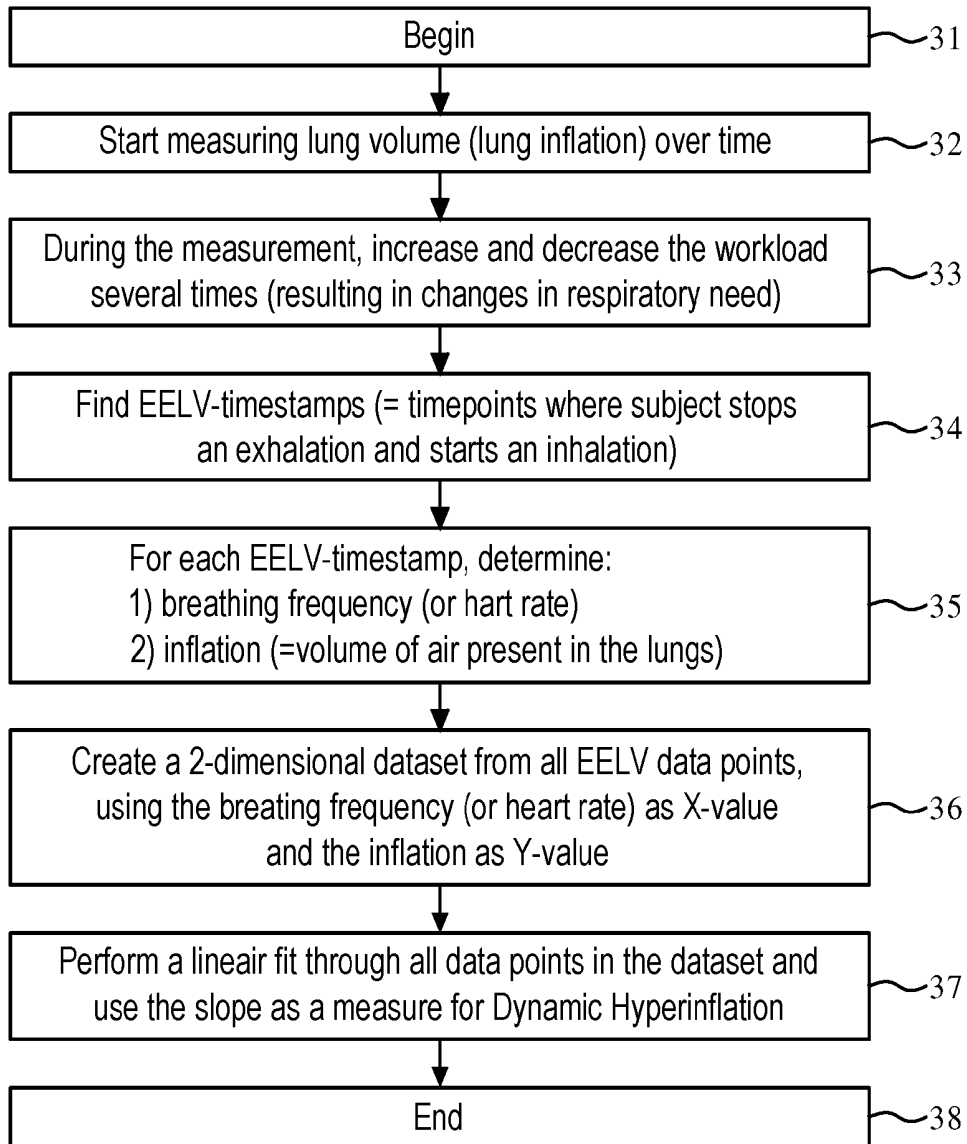 Begin
31
Start measuring lung volume (lung inflation) over time
32
During the measurement, increase and decrease the workload
several times (resulting in changes in respiratory need)
33
Find EELV-timestamps (= timepoints where subject stops
an exhalation and starts an inhalation)
34
For each EELV-timestamp, determine:
1) breathing frequency (or hart rate)
2) inflation (=volume of air present in the lungs)
35
Create a 2-dimensional dataset from all EELV data points,
using the breating frequency (or heart rate) as X-value
and the inflation as Y-value
36
Perform a lineair fit through all data points in the dataset and
use the slope as a measure for Dynamic Hyperinflation
37
End
38